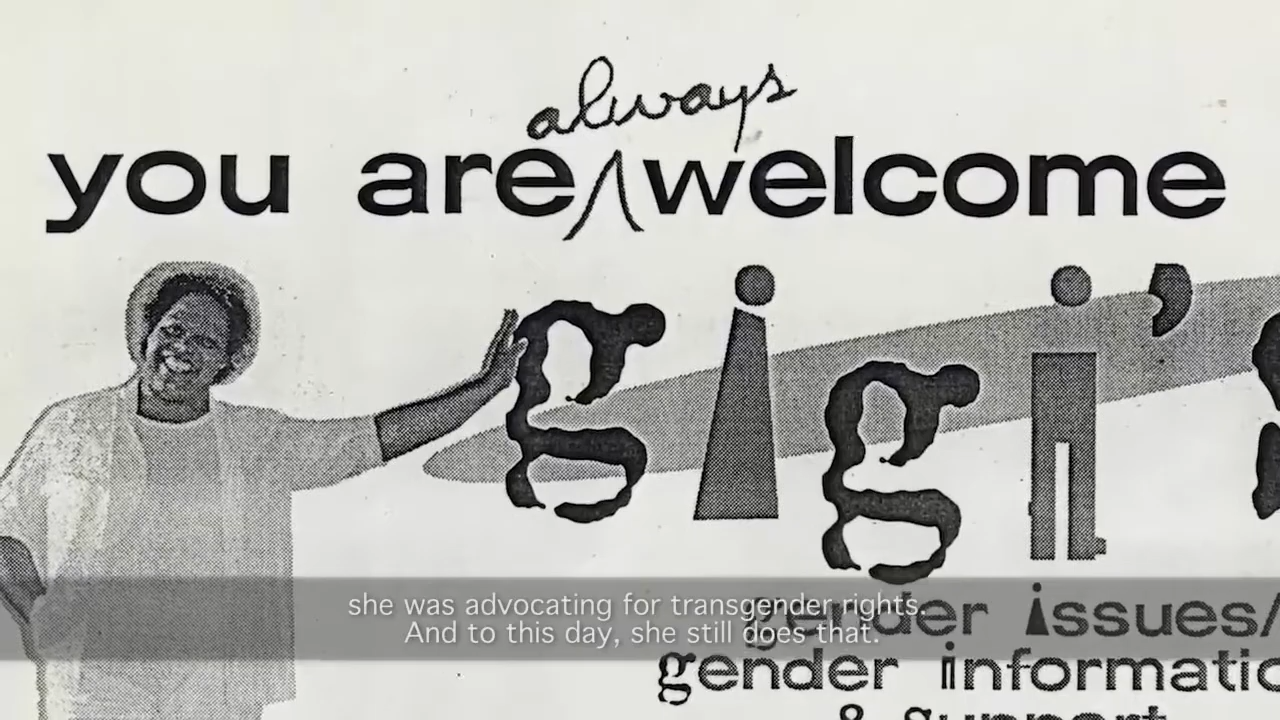 always
you are welcome
gigi's
she was advocating for transgender rights.
And to this day, she still does that.
gender issues/
gender informatio
& Support